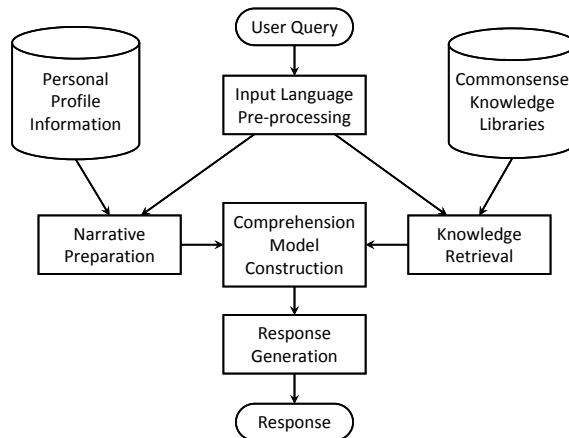 User Query
Personal
Profile
Information
Input Language
Pre-processing
Commonsense
Knowledge
Libraries
Narrative
Preparation
Comprehension
Model
Construction
Knowledge
Retrieval
Response
Generation
Response